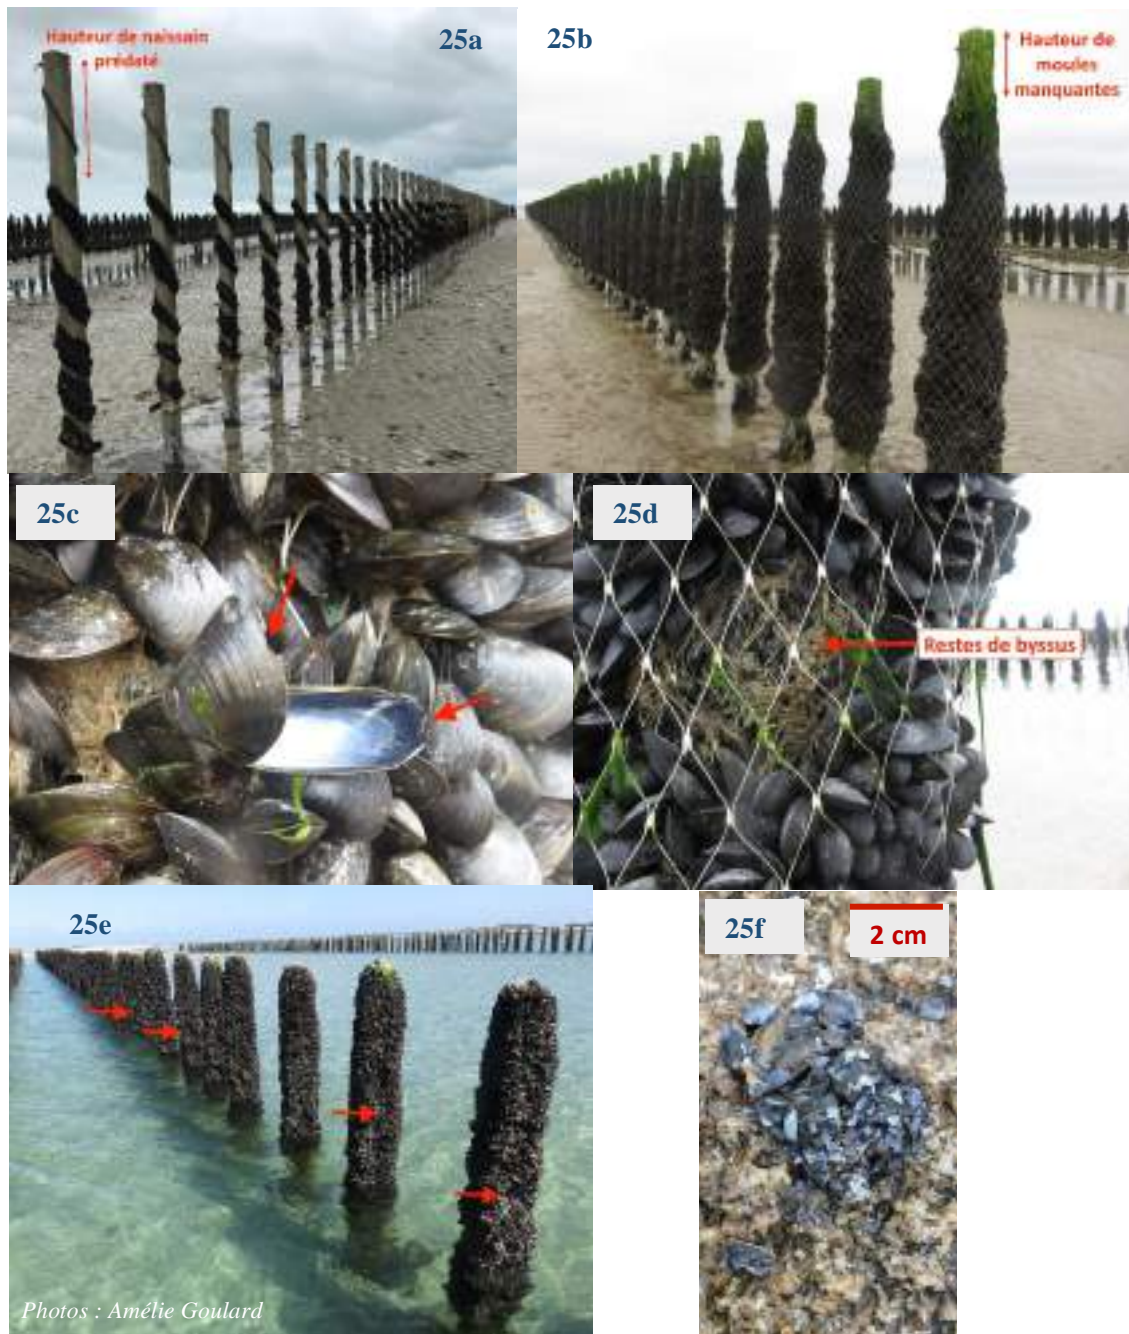 Hauteur de naissain
prédaté
25a
25b
Hauteur de
moules
manquantes
25c
25d
Restes de byssus
25e
25f
2 cm
Photos : Amélie Goulard